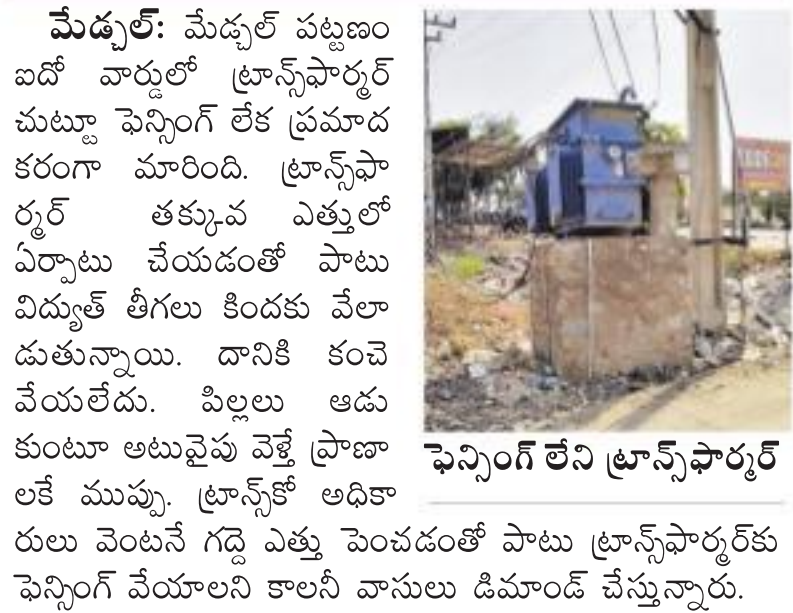 మేడ్చల్: మేడ్చల్ పట్టణం
ఐదో వార్డులో ట్రాన్స్‌ఫార్మర్
చుట్టూ ఫెన్సింగ్ లేక ప్రమాద
కరంగా మారింది. ట్రాన్స్‌ఫా
ర్మర్ తక్కువ ఎత్తులో
ఏర్పాటు చేయడంతో పాటు
విద్యుత్ తీగలు కిందకు వేలా
డుతున్నాయి. దానికి కంచె
వేయలేదు. పిల్లలు ఆడు
కుంటూ అటువైపు వెళ్తే ప్రాణా
లకే ముప్పు. ట్రాన్స్‌కో అధికా
రులు వెంటనే గద్దె ఎత్తు పెంచడంతో పాటు ట్రాన్స్‌ఫార్మర్‌కు
ఫెన్సింగ్ వేయాలని కాలనీ వాసులు డిమాండ్ చేస్తున్నారు.
ఫెన్సింగ్ లేని ట్రాన్స్‌ఫార్మర్